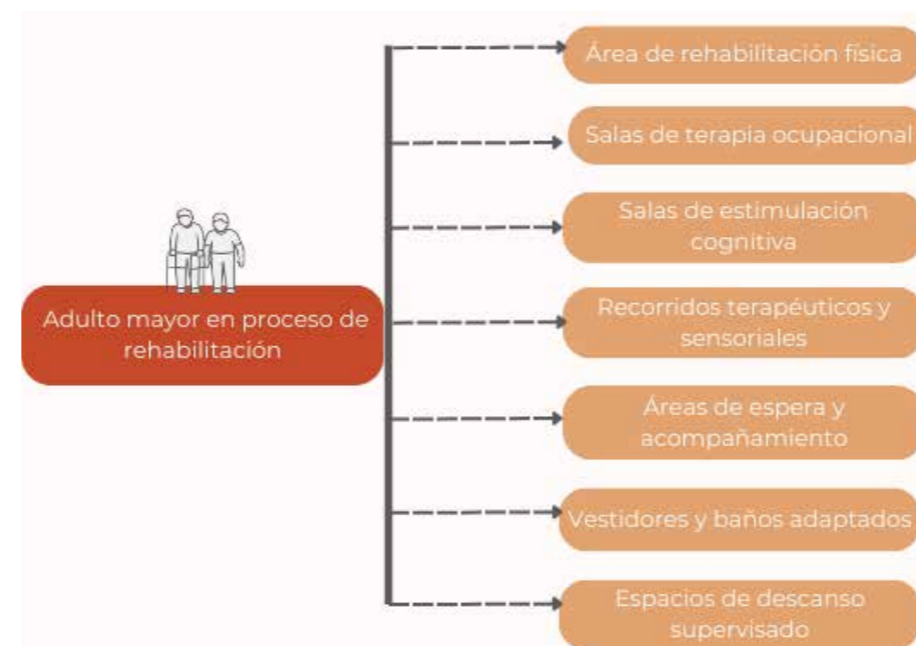 Área de rehabilitación física
Salas de terapia ocupacional
Salas de estimulación
cognitiva
Adulto mayor en proceso de
rehabilitación
Recorridos terapéuticos y
sensoriales
Áreas de espera y
acompañamiento
Vestidores y baños adaptados
Espacios de descanso
supervisado